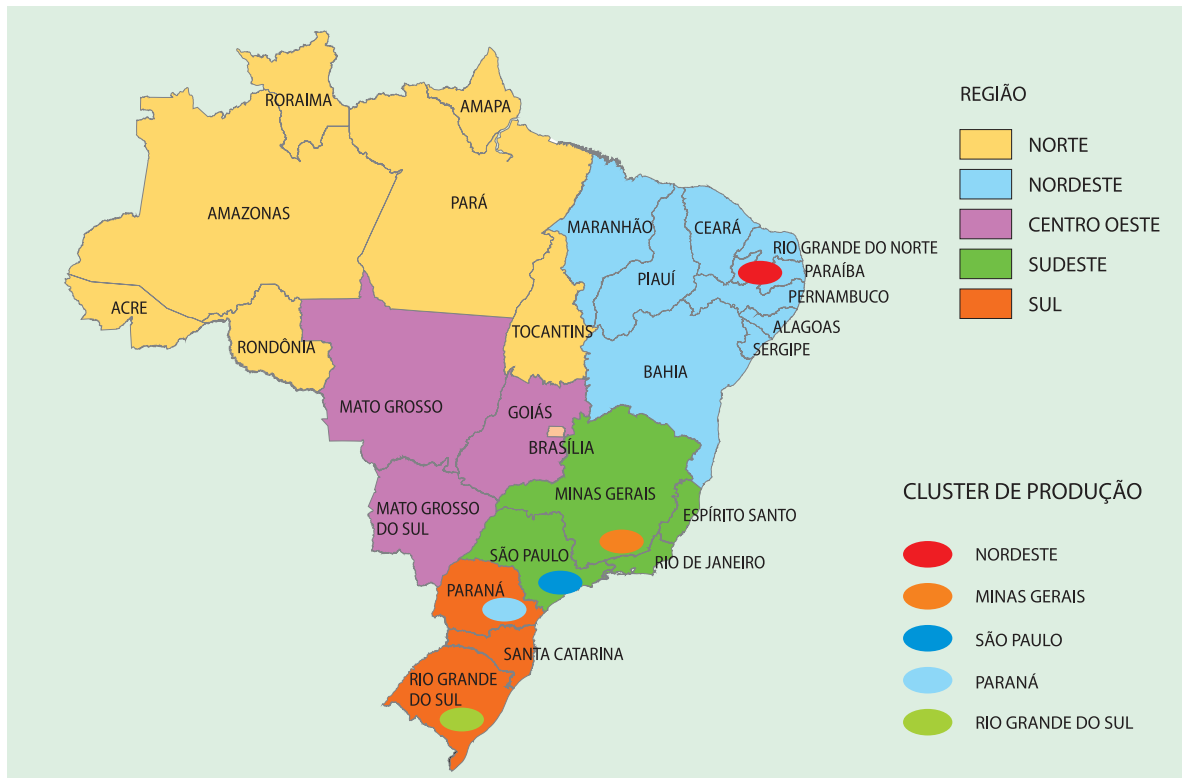 RORAIMA
AMAPA
AMAZONAS
PARÁ
MARANHÃO
CEARÁ
RIO GRANDE DO NORTE
PIAUÍ
PARAÍBA
PERNAMBUCO
ACRE
ALAGOAS
RONDÔNIA
TOCANTINS
SERGIPE
BAHIA
MATO GROSSO
GOIÁS
BRASÍLIA
MINAS GERAIS
MATO GROSSO
DO SUL
ESPÍRITO SANTO
SÃO PAULO
RIO DE JANEIRO
PARANÁ
SANTA CATARINA
RIO GRANDE
DO SUL
REGIÃO
NORTE
NORDESTE
CENTRO OESTE
SUDESTE
SUL
CLUSTER DE PRODUÇÃO
NORDESTE
MINAS GERAIS
SÃO PAULO
PARANÁ
RIO GRANDE DO SUL